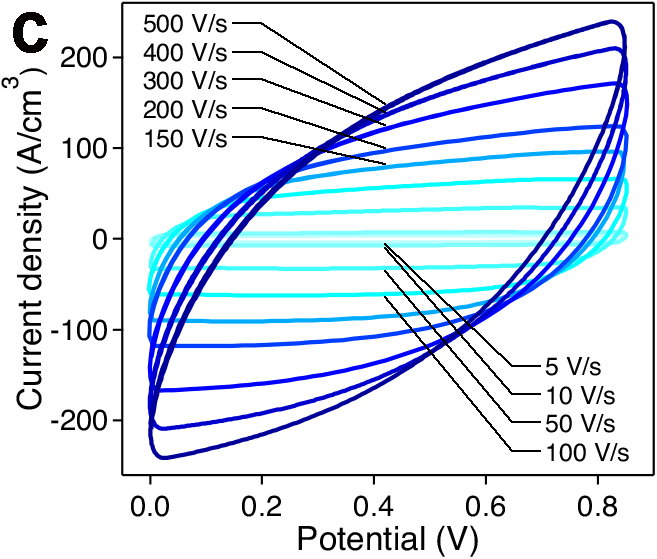 c
500 V/s
400 V/s
300 V/s
200 V/s
150 V/s
200
100
0
-100
-200
Current density (A/cm³)
5 V/s
10 V/s
50 V/s
100 V/s
0.0 0.2 0.4 0.6 0.8
Potential (V)